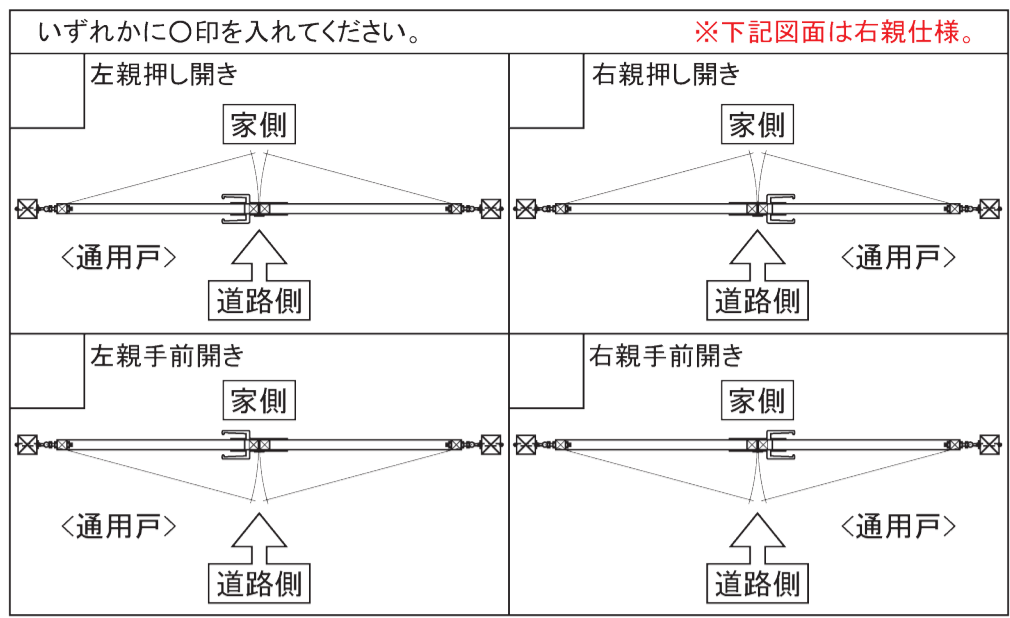 いずれかに〇印を入れてください。
※下記図面は右親仕様。
左親押し開き
家側
<通用戸>
道路側
右親押し開き
家側
<通用戸>
道路側
左親手前開き
家側
<通用戸>
道路側
右親手前開き
家側
<通用戸>
道路側